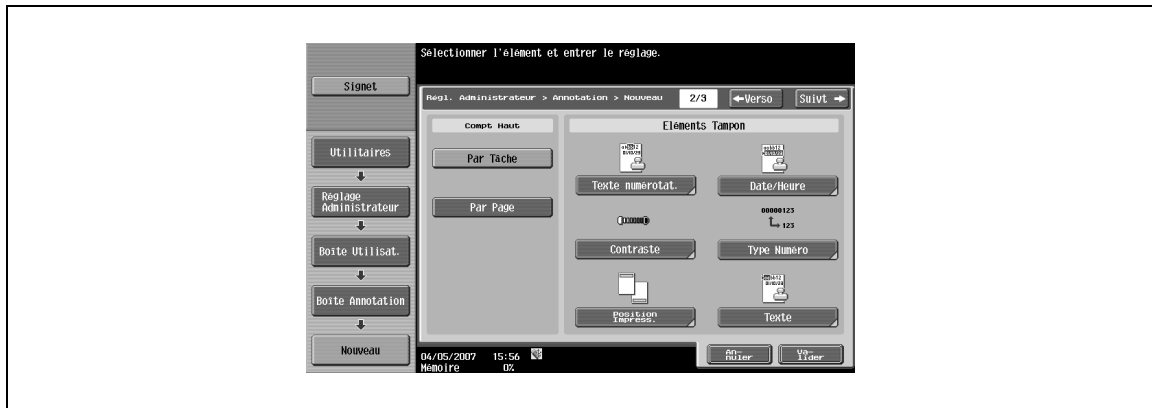 Sélectionner l'élément et entrer le réglage.
Signet
Régl. Administrateur > Annotation > Nouveau
2/3
←Verso
Suivt →
Compt Haut
Eléments Tampon
Utilitaires
Par Tâche
Texte numérotat.
Date/Heure
Réglage
Administrateur
Par Page
00000123
123
Boîte Utilisat.
Contraste
Type Numéro
Boîte Annotation
Position
Impress.
Texte
Nouveau
04/05/2007 15:56
Mémoire 0%
An-
nuler
Va-
lider